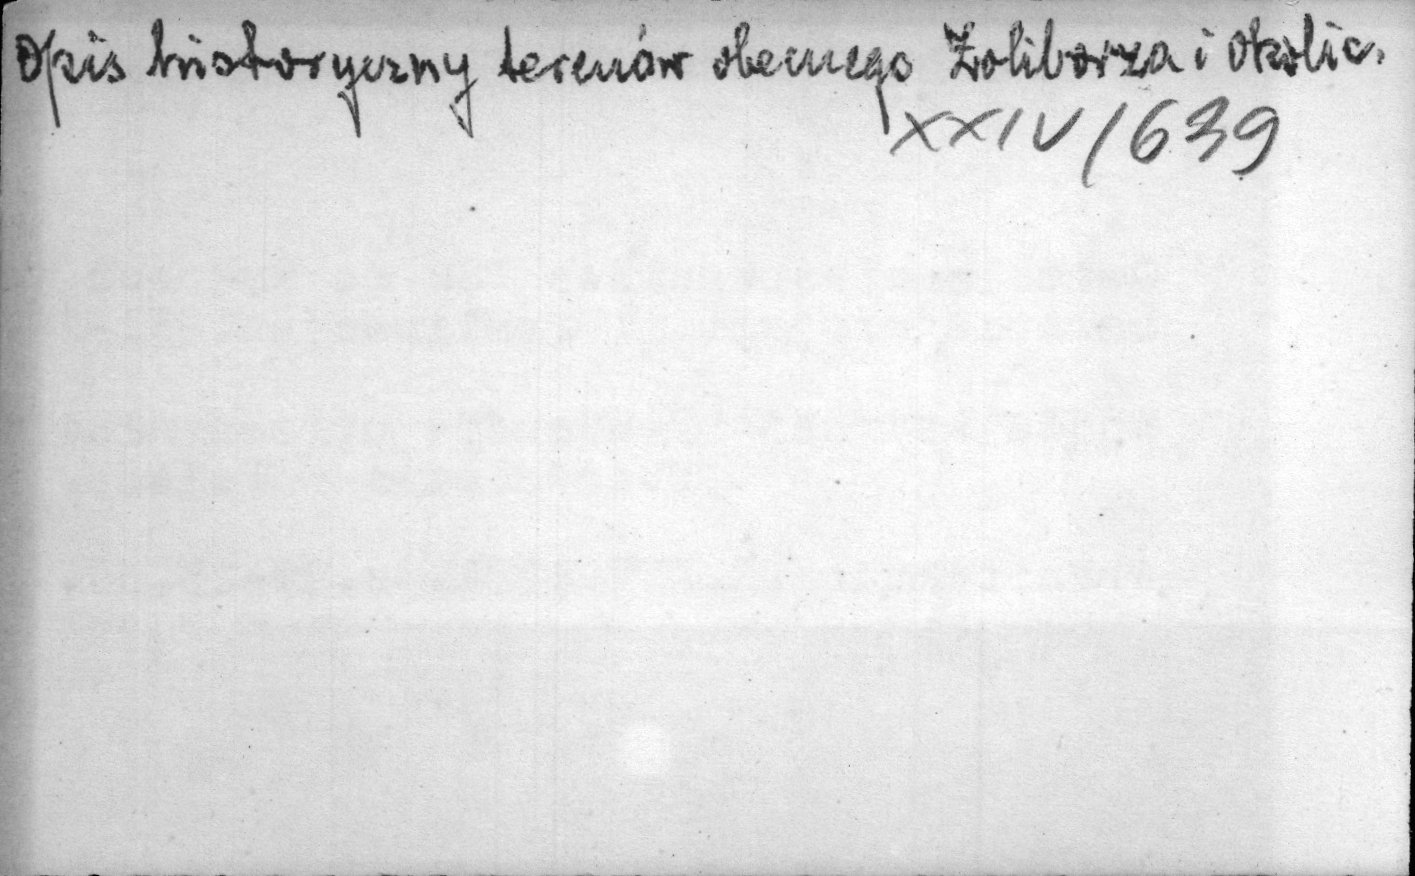 Opis historyczny terenów obecnego Żoliborza i okolic.
XXIV/639